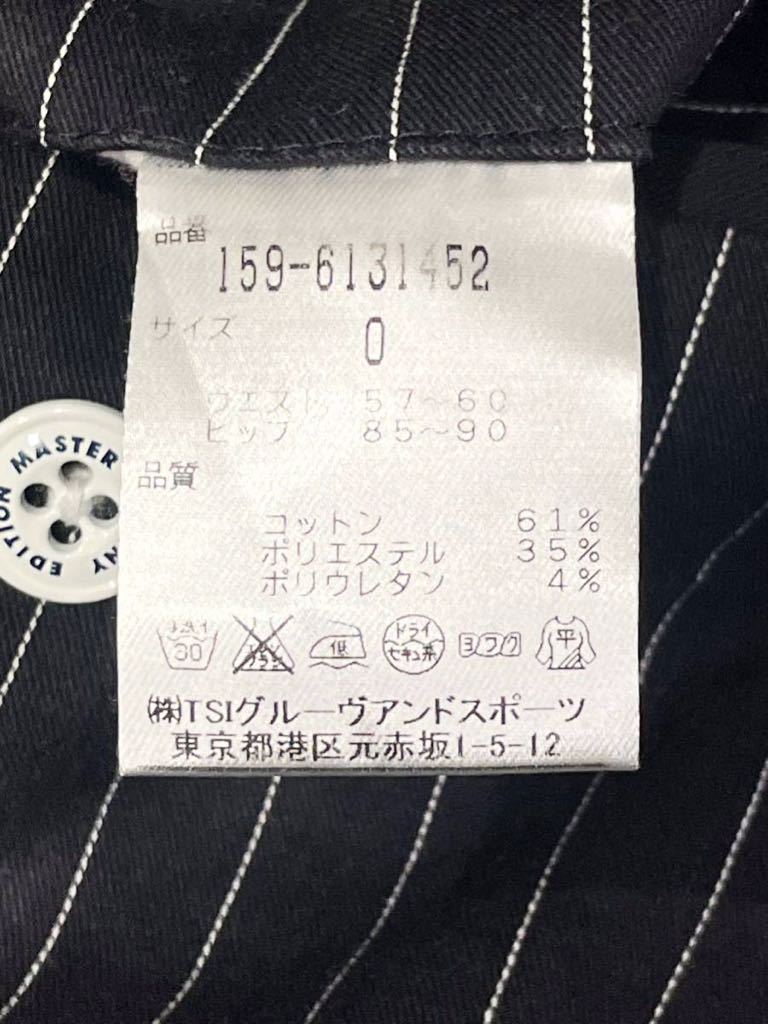 品番
159-6131452
サイズ 0
ウエスト 57～60
ヒップ 85～90
品質
コットン 61%
ポリエステル 35%
ポリウレタン 4%
30 低 ドライ セキユ系 ヨワク 平
㈱TSIグルーヴアンドスポーツ
東京都港区元赤坂1-5-12
MASTER
NY EDITION